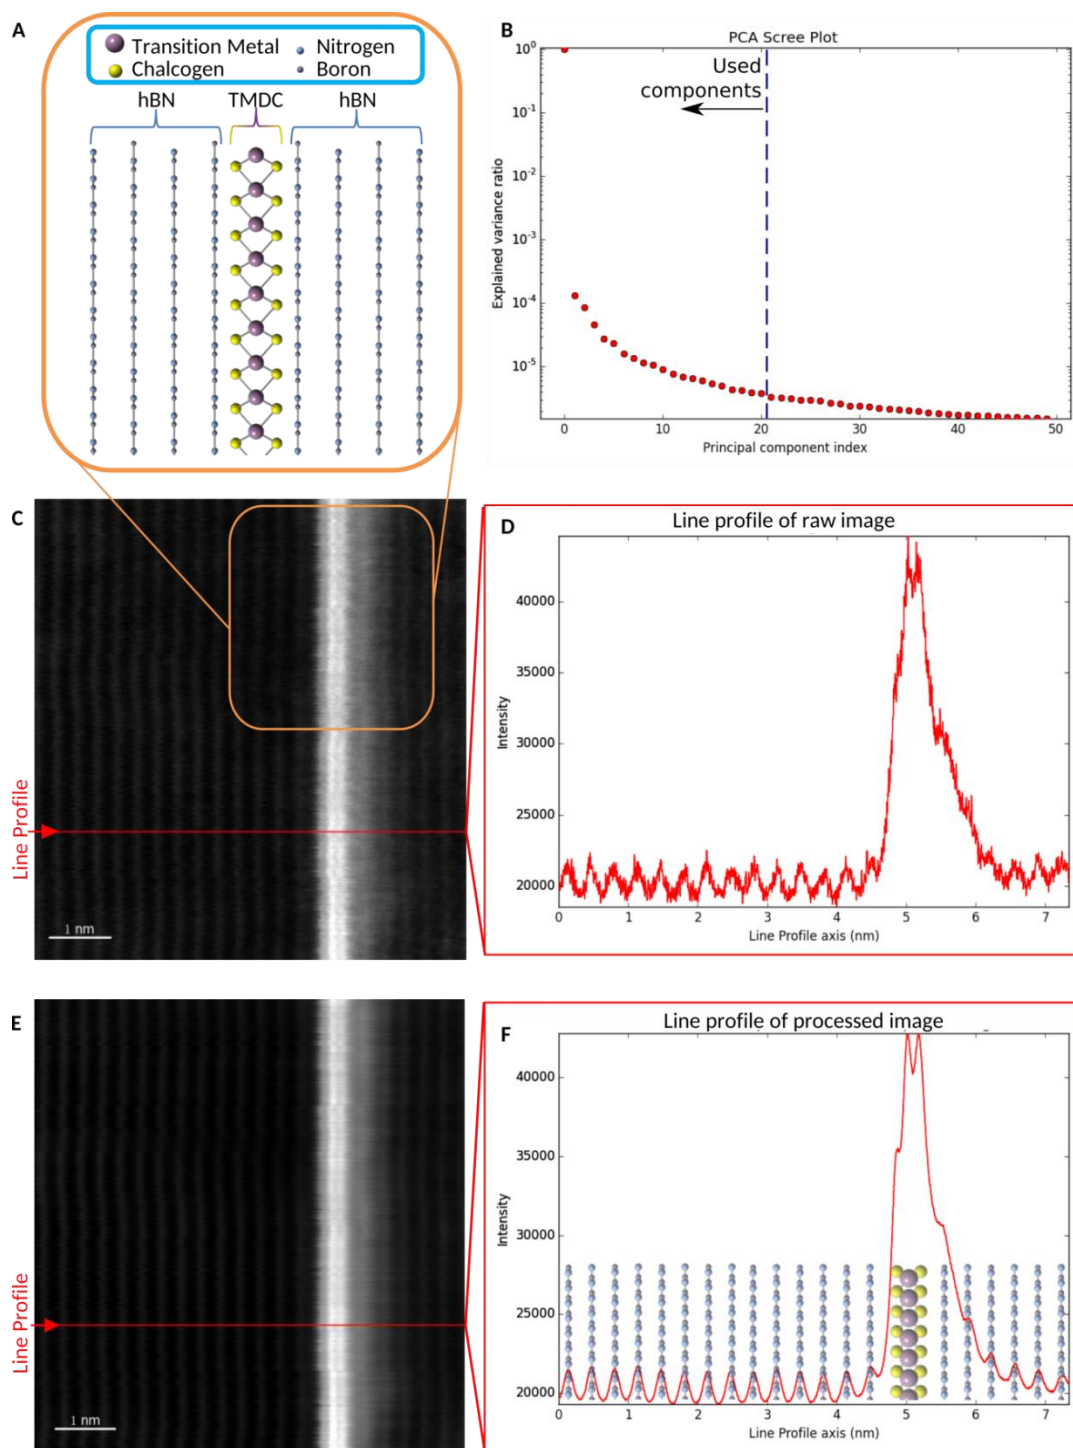 A
Transition Metal
Nitrogen
Chalcogen
Boron
hBN
TMDC
hBN
B
PCA Scree Plot
Used
components
10^0
10^-1
10^-2
10^-3
10^-4
10^-5
Explained variance ratio
0
10
20
30
40
50
Principal component index
C
Line Profile
1 nm
D
Line profile of raw image
40000
35000
30000
25000
20000
Intensity
0
1
2
3
4
5
6
7
Line Profile axis (nm)
E
Line Profile
1 nm
F
Line profile of processed image
40000
35000
30000
25000
20000
Intensity
0
1
2
3
4
5
6
7
Line Profile axis (nm)